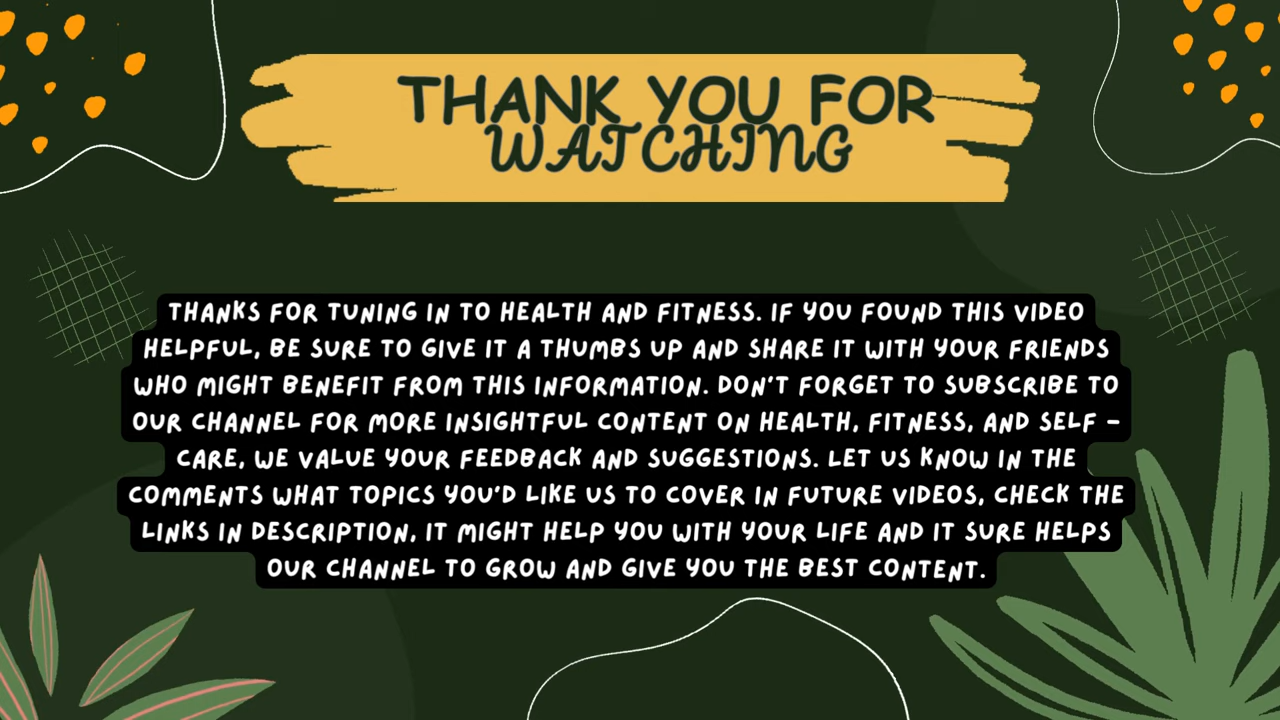 THANK YOU FOR
WATCHING
THANKS FOR TUNING IN TO HEALTH AND FITNESS. IF YOU FOUND THIS VIDEO
HELPFUL, BE SURE TO GIVE IT A THUMBS UP AND SHARE IT WITH YOUR FRIENDS
WHO MIGHT BENEFIT FROM THIS INFORMATION. DON'T FORGET TO SUBSCRIBE TO
OUR CHANNEL FOR MORE INSIGHTFUL CONTENT ON HEALTH, FITNESS, AND SELF -
CARE, WE VALUE YOUR FEEDBACK AND SUGGESTIONS. LET US KNOW IN THE
COMMENTS WHAT TOPICS YOU'D LIKE US TO COVER IN FUTURE VIDEOS, CHECK THE
LINKS IN DESCRIPTION, IT MIGHT HELP YOU WITH YOUR LIFE AND IT SURE HELPS
OUR CHANNEL TO GROW AND GIVE YOU THE BEST CONTENT.